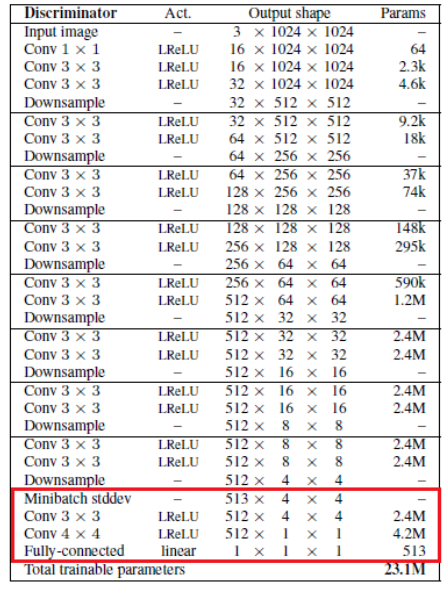 Discriminator Act. Output shape Params
Input image – 3 × 1024 × 1024 –
Conv 1 × 1 LReLU 16 × 1024 × 1024 64
Conv 3 × 3 LReLU 16 × 1024 × 1024 2.3k
Conv 3 × 3 LReLU 32 × 1024 × 1024 4.6k
Downsample – 32 × 512 × 512 –
Conv 3 × 3 LReLU 32 × 512 × 512 9.2k
Conv 3 × 3 LReLU 64 × 512 × 512 18k
Downsample – 64 × 256 × 256 –
Conv 3 × 3 LReLU 64 × 256 × 256 37k
Conv 3 × 3 LReLU 128 × 256 × 256 74k
Downsample – 128 × 128 × 128 –
Conv 3 × 3 LReLU 128 × 128 × 128 148k
Conv 3 × 3 LReLU 256 × 128 × 128 295k
Downsample – 256 × 64 × 64 –
Conv 3 × 3 LReLU 256 × 64 × 64 590k
Conv 3 × 3 LReLU 512 × 64 × 64 1.2M
Downsample – 512 × 32 × 32 –
Conv 3 × 3 LReLU 512 × 32 × 32 2.4M
Conv 3 × 3 LReLU 512 × 32 × 32 2.4M
Downsample – 512 × 16 × 16 –
Conv 3 × 3 LReLU 512 × 16 × 16 2.4M
Conv 3 × 3 LReLU 512 × 16 × 16 2.4M
Downsample – 512 × 8 × 8 –
Conv 3 × 3 LReLU 512 × 8 × 8 2.4M
Conv 3 × 3 LReLU 512 × 8 × 8 2.4M
Downsample – 512 × 4 × 4 –
Minibatch stddev – 513 × 4 × 4 –
Conv 3 × 3 LReLU 512 × 4 × 4 2.4M
Conv 4 × 4 LReLU 512 × 1 × 1 4.2M
Fully-connected linear 1 × 1 × 1 513
Total trainable parameters 23.1M